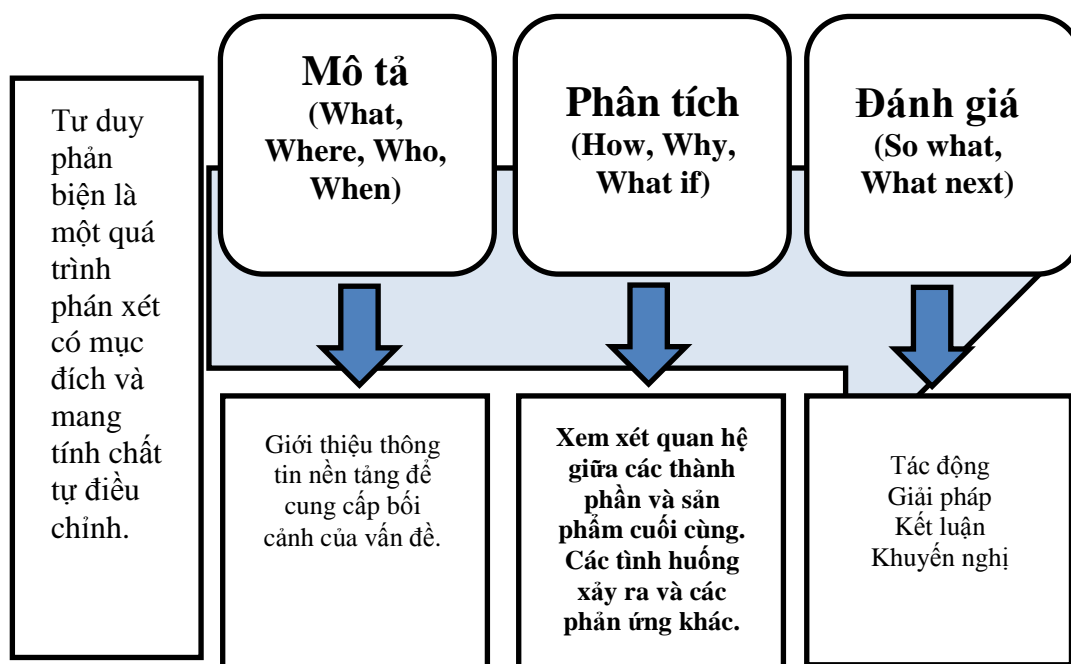 Tư duy
phản
biện là
một quá
trình
phán xét
có mục
đích và
mang
tính chất
tự điều
chỉnh.
Mô tả
(What,
Where, Who,
When)
Phân tích
(How, Why,
What if)
Đánh giá
(So what,
What next)
Giới thiệu thông
tin nền tảng để
cung cấp bối
cảnh của vấn đề.
Xem xét quan hệ
giữa các thành
phần và sản
phẩm cuối cùng.
Các tình huống
xảy ra và các
phản ứng khác.
Tác động
Giải pháp
Kết luận
Khuyến nghị